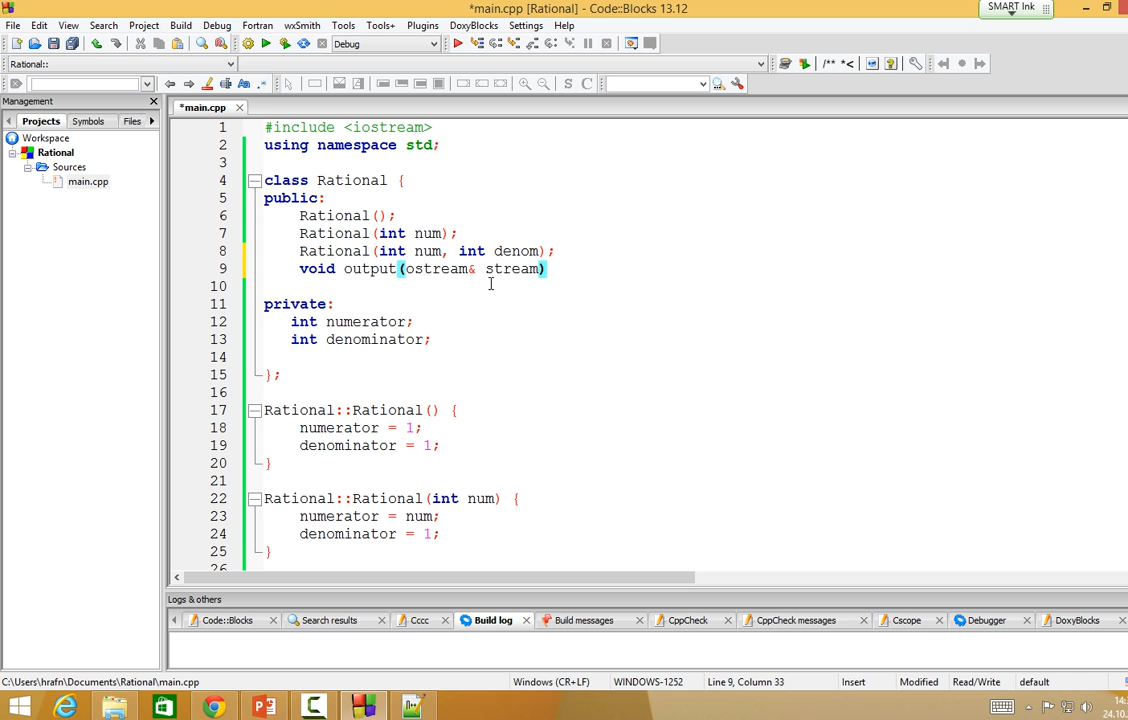 *main.cpp [Rational] - Code::Blocks 13.12
SMART Ink
File Edit View Search Project Build Debug Fortran wxSmith Tools Tools+ Plugins DoxyBlocks Settings Help
Debug
Rational::
/** *<
S C
Management
Projects Symbols Files
Workspace
Rational
Sources
main.cpp
*main.cpp
1 #include <iostream>
2 using namespace std;
3
4 class Rational {
5 public:
6 Rational();
7 Rational(int num);
8 Rational(int num, int denom);
9 void output(ostream& stream)
10
11 private:
12 int numerator;
13 int denominator;
14
15 };
16
17 Rational::Rational() {
18 numerator = 1;
19 denominator = 1;
20 }
21
22 Rational::Rational(int num) {
23 numerator = num;
24 denominator = 1;
25 }
26
Logs & others
Code::Blocks Search results Cccc Build log Build messages CppCheck CppCheck messages Cscope Debugger DoxyBlocks
C:\Users\hrafn\Documents\Rational\main.cpp Windows (CR+LF) WINDOWS-1252 Line 9, Column 33 Insert Modified Read/Write default
24.10.